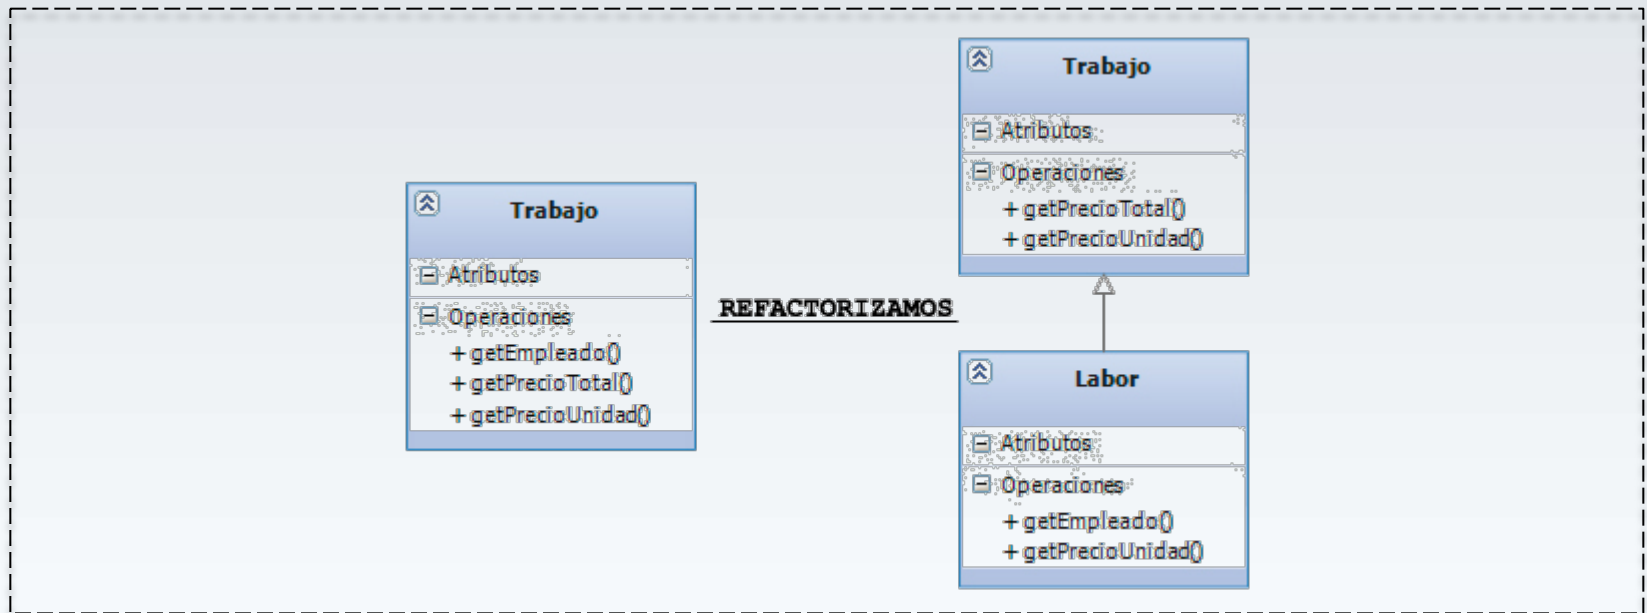 Trabajo
Atributos
Operaciones
+ getEmpleado()
+ getPrecioTotal()
+ getPrecioUnidad()
REFACTORIZAMOS
Trabajo
Atributos
Operaciones
+ getPrecioTotal()
+ getPrecioUnidad()
Labor
Atributos
Operaciones
+ getEmpleado()
+ getPrecioUnidad()